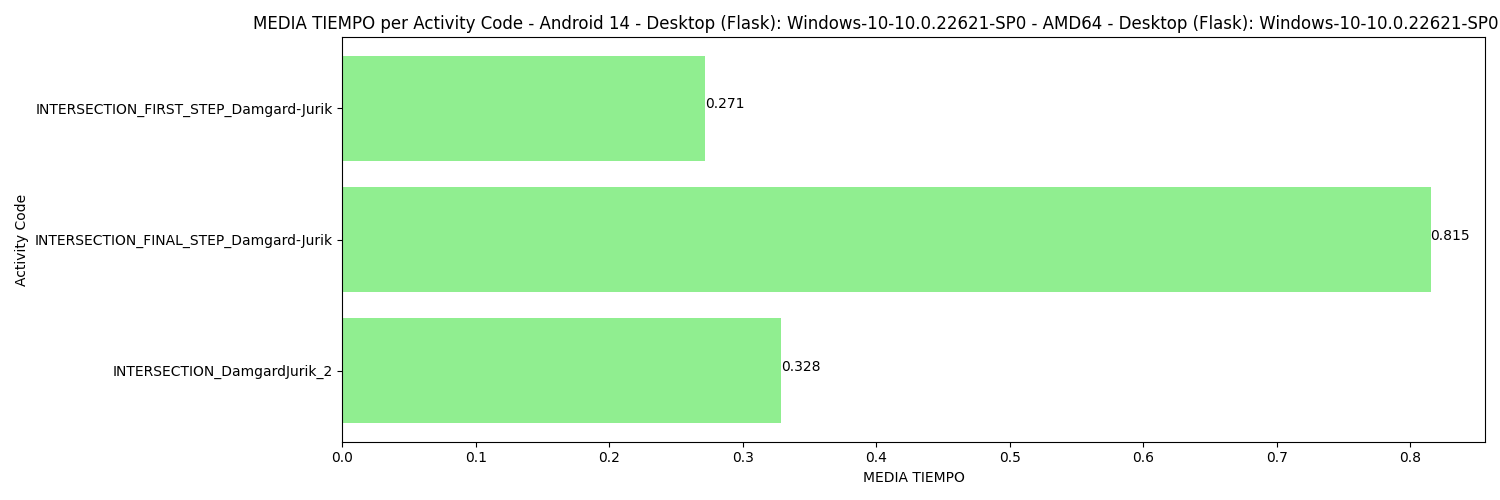 MEDIA TIEMPO per Activity Code - Android 14 - Desktop (Flask): Windows-10-10.0.22621-SP0 - AMD64 - Desktop (Flask): Windows-10-10.0.22621-SP0
INTERSECTION_FIRST_STEP_Damgard-Jurik
0.271
Activity Code
INTERSECTION_FINAL_STEP_Damgard-Jurik
0.815
INTERSECTION_DamgardJurik_2
0.328
0.0 0.1 0.2 0.3 0.4 0.5 0.6 0.7 0.8
MEDIA TIEMPO